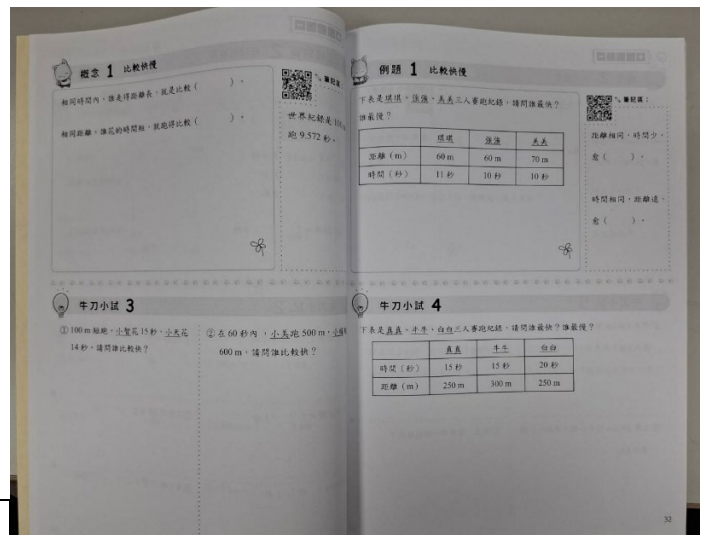 概念 1 比較快慢
相同時間內，誰走得距離長，就是比較（　　）。
相同距離，誰花的時間短，就跑得比較（　　）。
筆記區
世界紀錄是 100
跑 9.572 秒。
牛刀小試 3
① 100 m 短跑，小智花 15 秒，小天花
14 秒，請問誰比較快？
② 在 60 秒內，小美跑 500 m，
600 m，請問誰比較快？
例題 1 比較快慢
下表是琪琪、強強、美美三人賽跑紀錄，請問誰最快？
誰最慢？
琪琪 強強 美美
距離（m） 60 m 60 m 70 m
時間（秒） 11 秒 10 秒 10 秒
筆記區：
距離相同，時間少，
愈（　　）。
時間相同，距離遠，
愈（　　）。
牛刀小試 4
下表是真真、牛牛、白白三人賽跑紀錄，請問誰最快？誰最慢？
真真 牛牛 白白
時間（秒） 15 秒 15 秒 20 秒
距離（m） 250 m 300 m 250 m
32